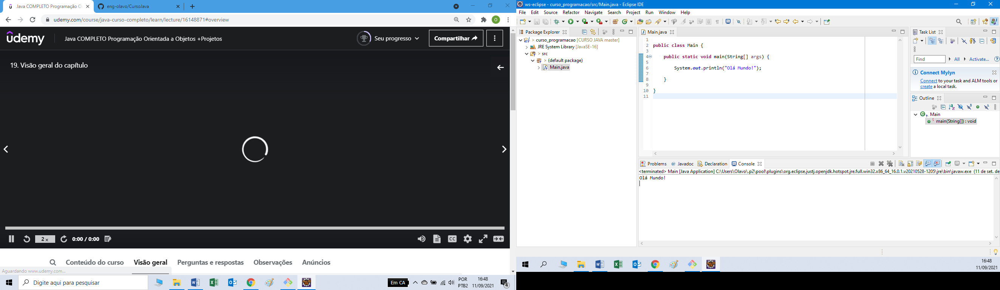 Java COMPLETO Programação O
eng-olavo/CursoJava
udemy.com/course/java-curso-completo/learn/lecture/16148871#overview
O
udemy
Java COMPLETO Programação Orientada a Objetos +Projetos
Seu progresso
Compartilhar
19. Visão geral do capítulo
2 x
0:00 / 0:00
CC
Conteúdo do curso
Visão geral
Perguntas e respostas
Observações
Anúncios
Aguardando www.udemy.com...
Digite aqui para pesquisar
Em CA
POR
PTB2
16:48
11/09/2021
4
ws-eclipse - curso_programacao/src/Main.java - Eclipse IDE
File Edit Source Refactor Navigate Search Project Run Window Help
Package Explorer
> curso_programacao [CURSO JAVA master]
JRE System Library [JavaSE-16]
> src
> (default package)
Main.java
Main.java
1
2 public class Main {
3
4 public static void main(String[] args) {
5
6 System.out.println("Olá Mundo!");
7
8 }
9
10 }
11
Task List
Find
All
Activate...
Connect Mylyn
Connect to your task and ALM tools or
create a local task.
Outline
Main
main(String[]) : void
Problems
@ Javadoc
Declaration
Console
<terminated> Main [Java Application] C:\Users\Olavo\.p2\pool\plugins\org.eclipse.justj.openjdk.hotspot.jre.full.win32.x86_64_16.0.1.v20210528-1205\jre\bin\javaw.exe (11 de set. de
Olá Mundo!
16:48
11/09/2021